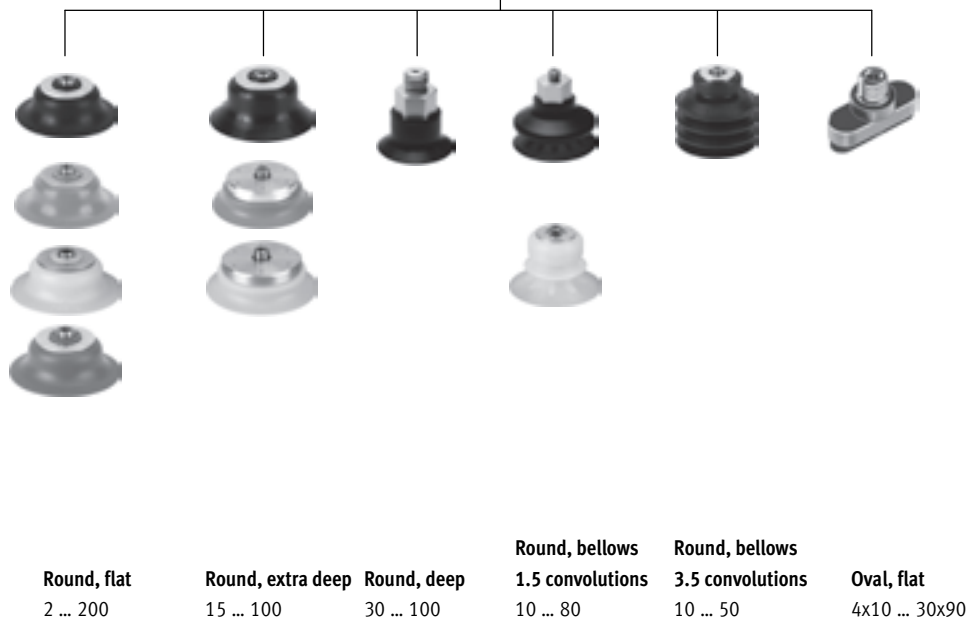 Round, flat
2 ... 200
Round, extra deep
15 ... 100
Round, deep
30 ... 100
Round, bellows
1.5 convolutions
10 ... 80
Round, bellows
3.5 convolutions
10 ... 50
Oval, flat
4x10 ... 30x90